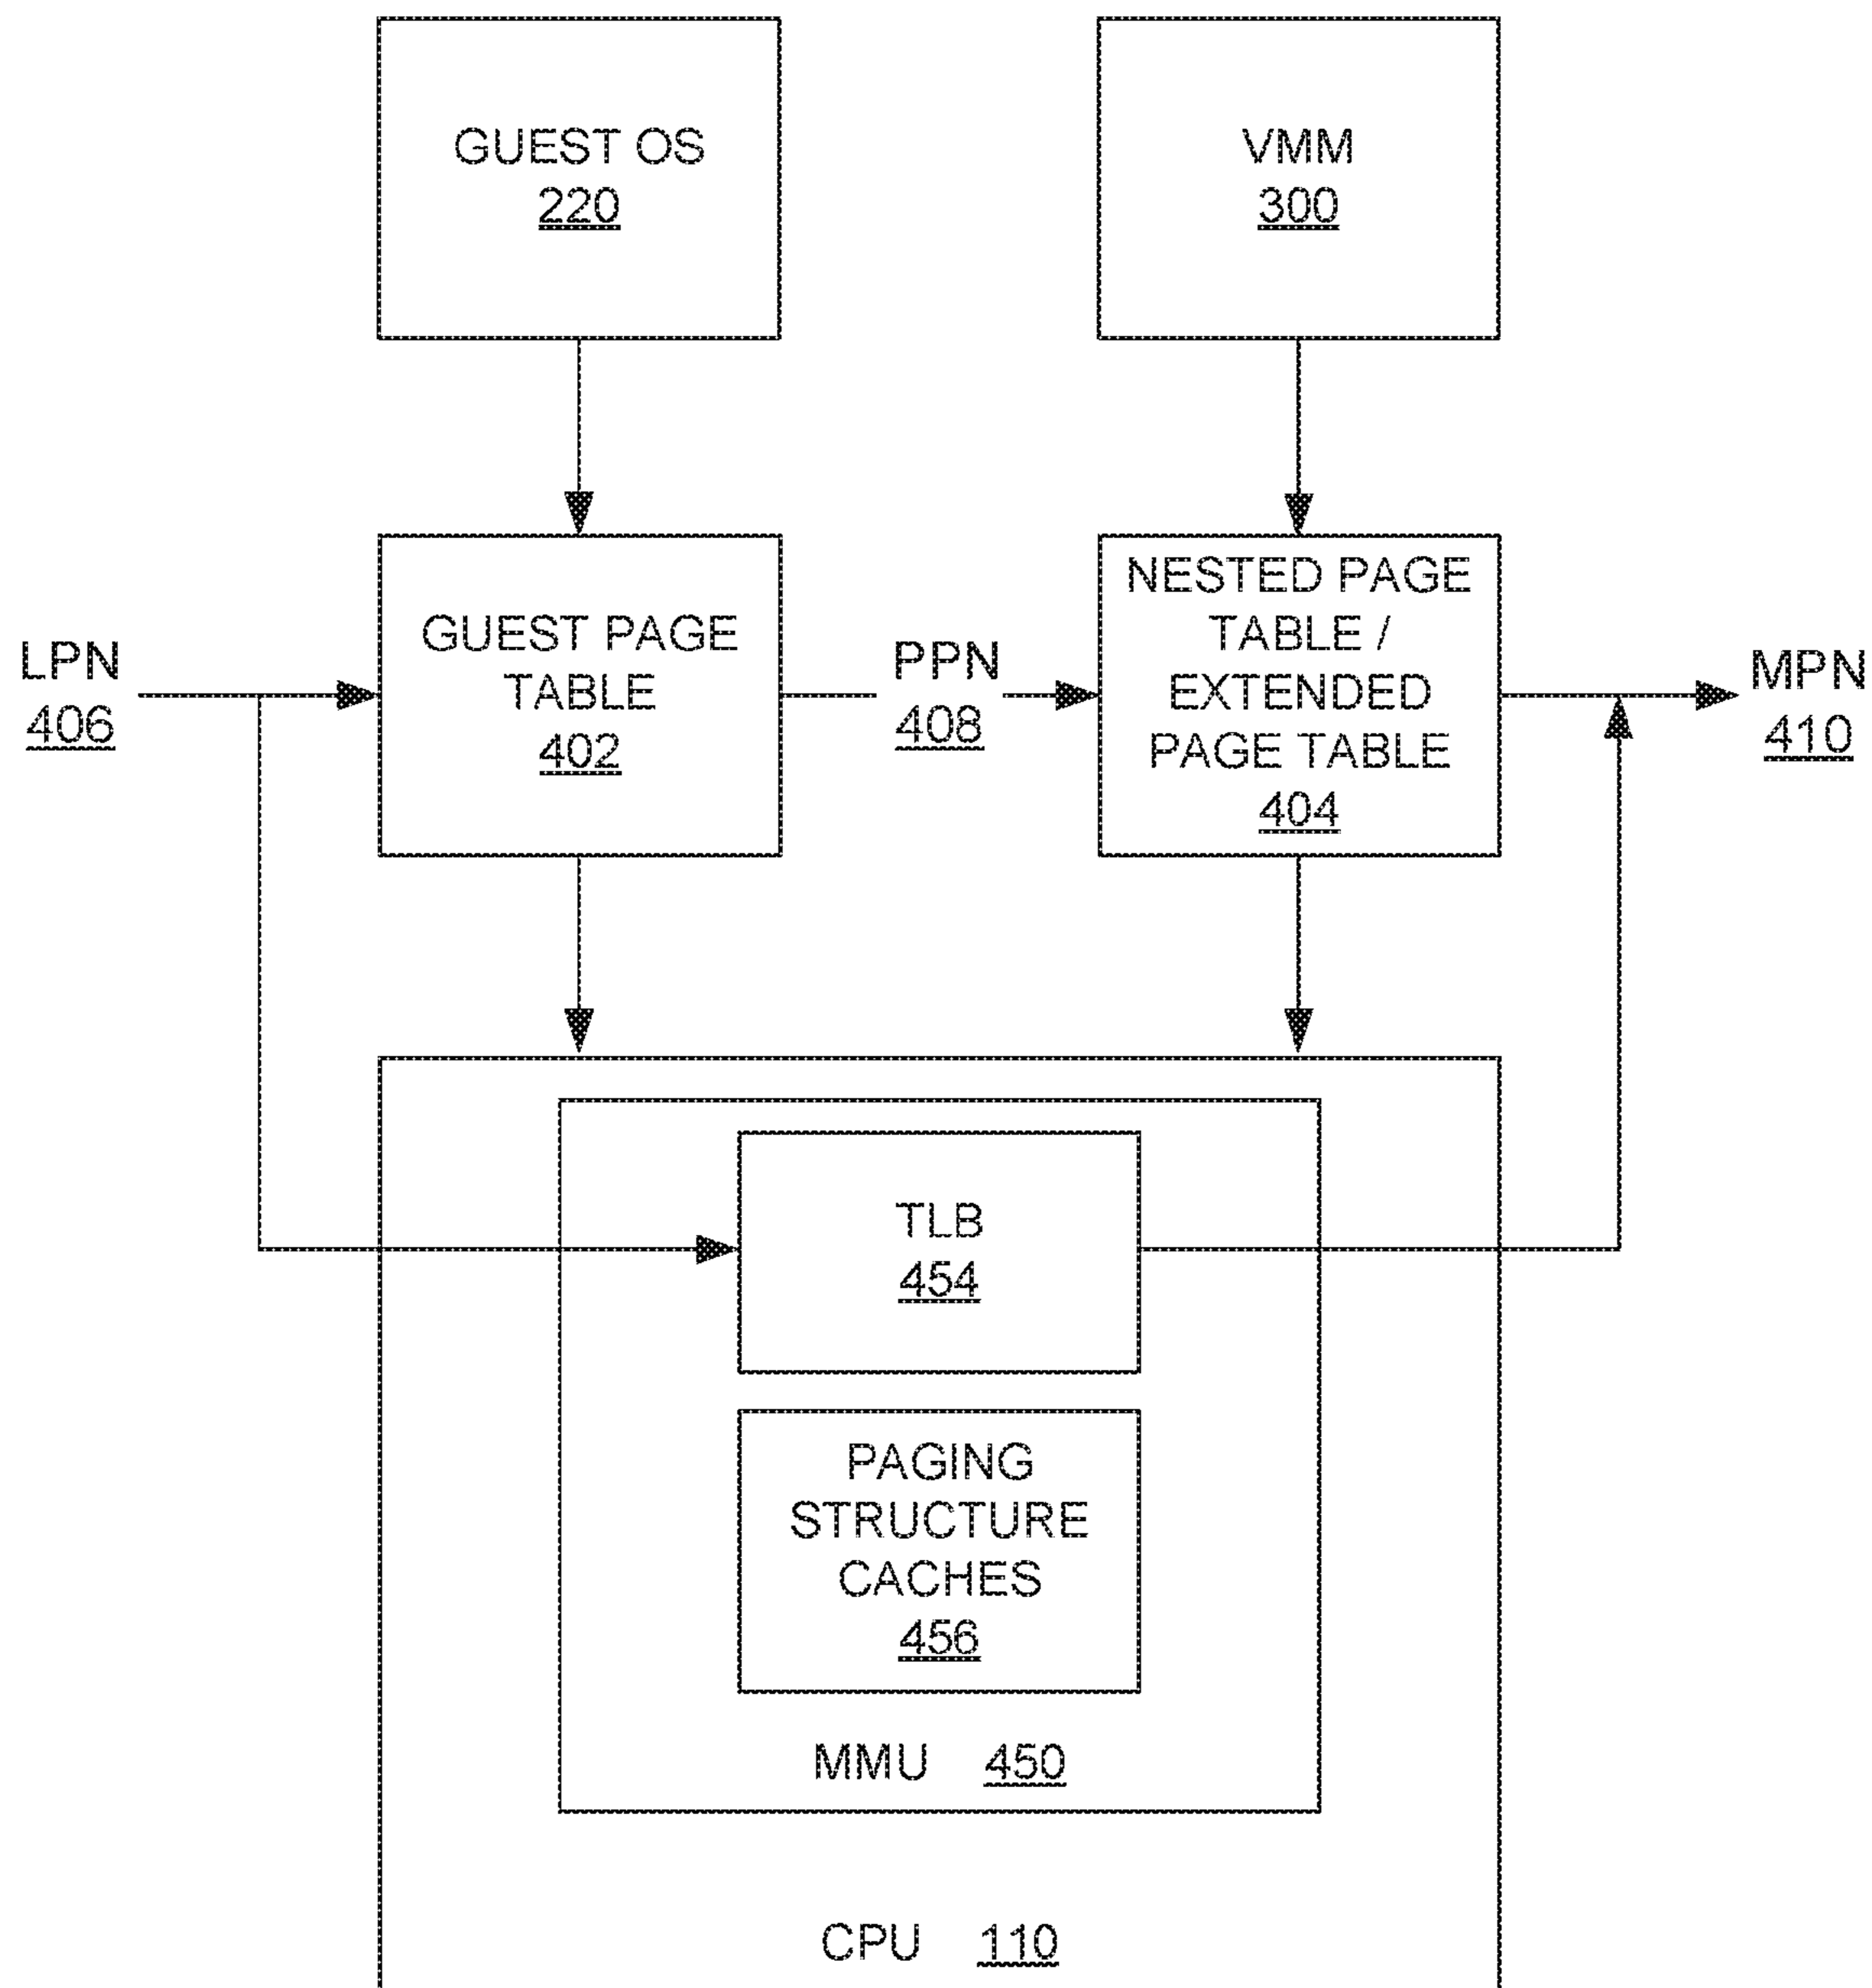 GUEST OS
220
VMM
300
LPN
406
GUEST PAGE
TABLE
402
PPN
408
NESTED PAGE
TABLE /
EXTENDED
PAGE TABLE
404
MPN
410
TLB
454
PAGING
STRUCTURE
CACHES
456
MMU 450
CPU 110